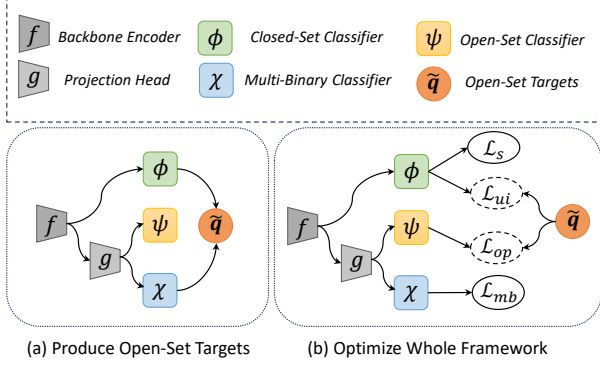 f Backbone Encoder ϕ Closed-Set Classifier ψ Open-Set Classifier
g Projection Head χ Multi-Binary Classifier q̃ Open-Set Targets
ϕ
f ψ q̃
g
χ
ℒs
ϕ
ℒui
f ψ q̃
g ℒop
χ ℒmb
(a) Produce Open-Set Targets (b) Optimize Whole Framework